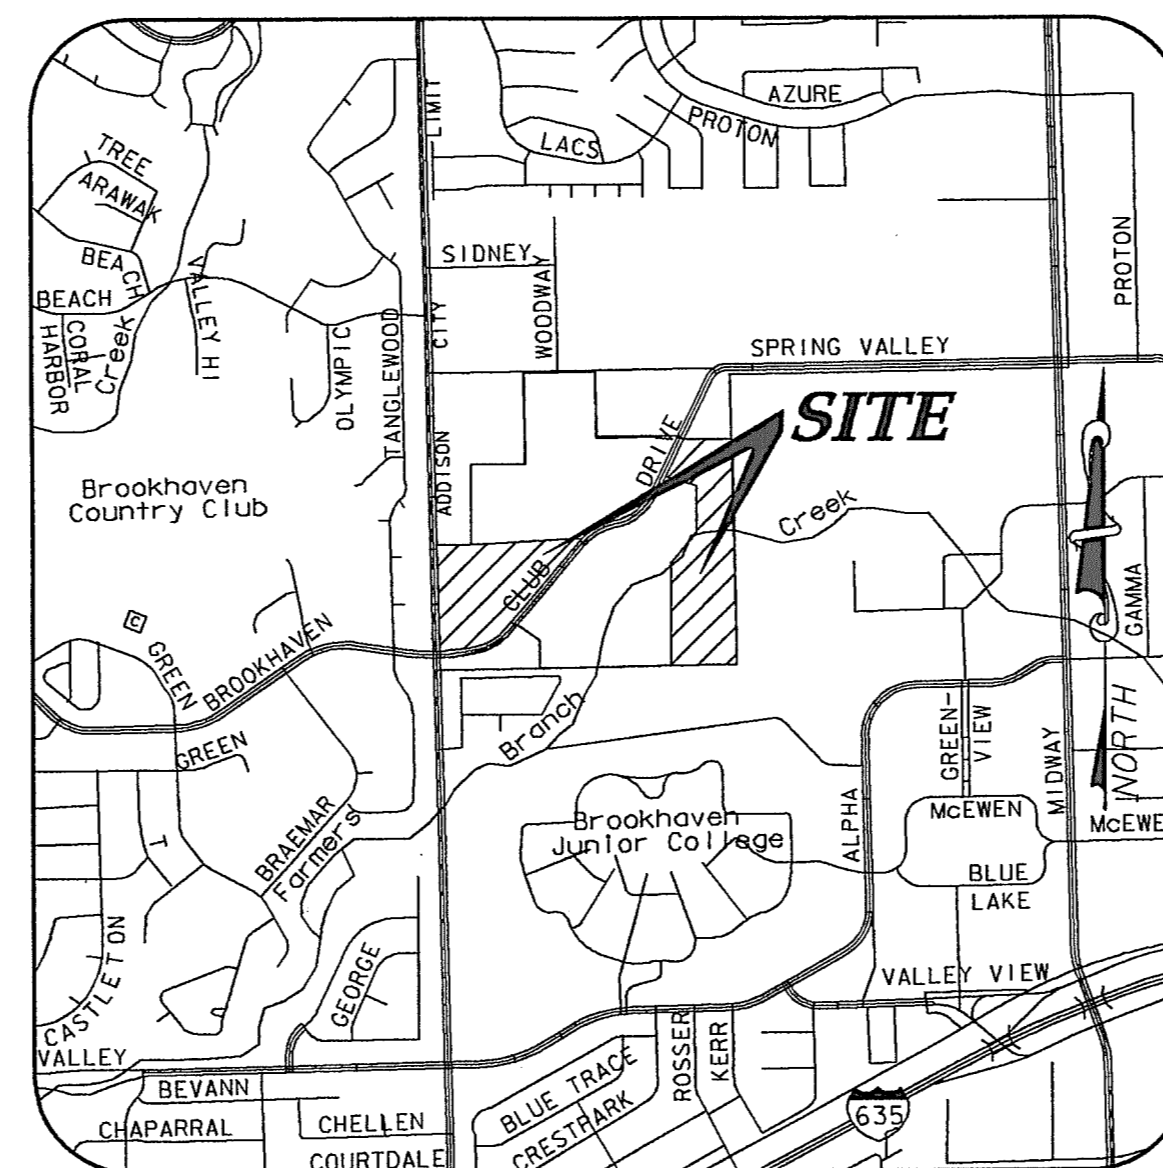 LIMIT
AZURE
PROTON
LACS
TREE
ARAWAK
BEACH
BEACH
VALLEY HI
CORAL
HARBOR
Creek
OLYMPIC
TANGLEWOOD
CITY
SIDNEY
WOODWAY
PROTON
SPRING VALLEY
SITE
DRIVE
ADDISON
Brookhaven
Country Club
Creek
CLUB
GAMMA
C
GREEN
BROOKHAVEN
GREEN
Branch
GREEN-
VIEW
MIDWAY
NORTH
McEWEN
McEWE
ALPHA
Brookhaven
Junior College
BLUE
LAKE
BRAEMAR
Farmers
T
CASTLETON
GEORGE
VALLEY VIEW
VALLEY
BEVANN
CHAPARRAL
CHELLEN
COURTDALE
BLUE TRACE
CRESTPARK
ROSSER
KERR
635